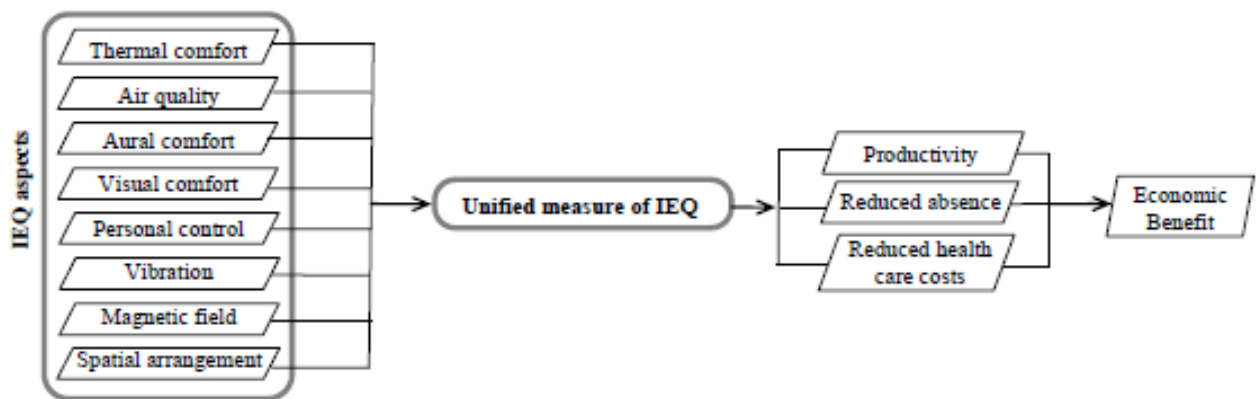 IEQ aspects
Thermal comfort
Air quality
Aural comfort
Visual comfort
Personal control
Vibration
Magnetic field
Spatial arrangement
Unified measure of IEQ
Productivity
Reduced absence
Reduced health
care costs
Economic
Benefit